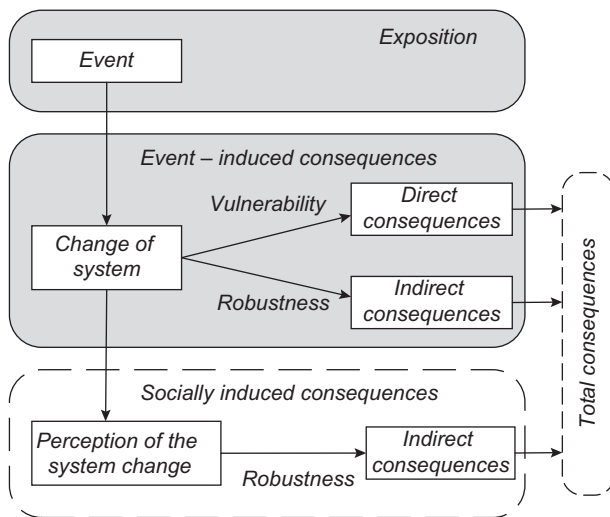 Exposition
Event
Event – induced consequences
Vulnerability
Direct
consequences
Change of
system
Robustness
Indirect
consequences
Total consequences
Socially induced consequences
Perception of the
system change
Robustness
Indirect
consequences